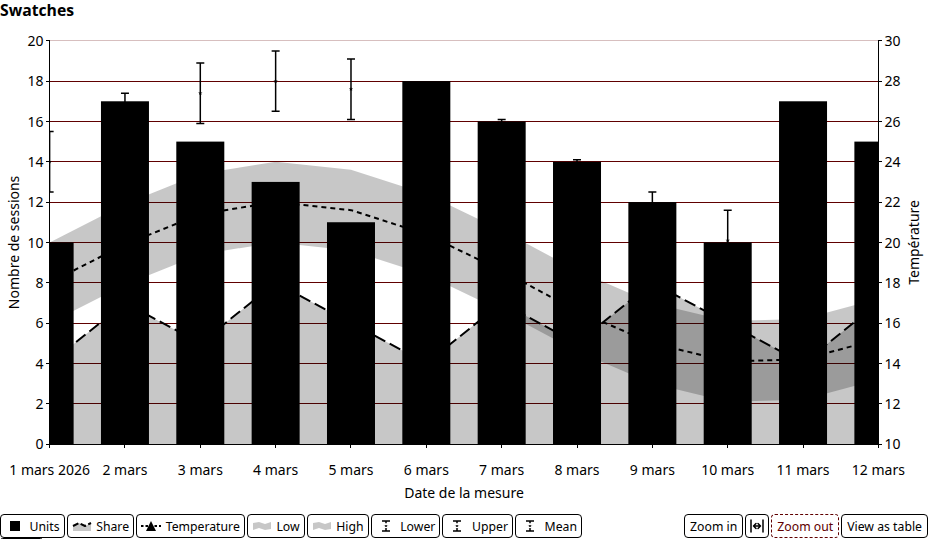 Swatches
20
18
16
14
12
10
8
6
4
2
0
Nombre de sessions
30
28
26
24
22
20
18
16
14
12
10
Température
1 mars 2026
2 mars
3 mars
4 mars
5 mars
6 mars
7 mars
8 mars
9 mars
10 mars
11 mars
12 mars
Date de la mesure
Units
Share
Temperature
Low
High
Lower
Upper
Mean
Zoom in
Zoom out
View as table